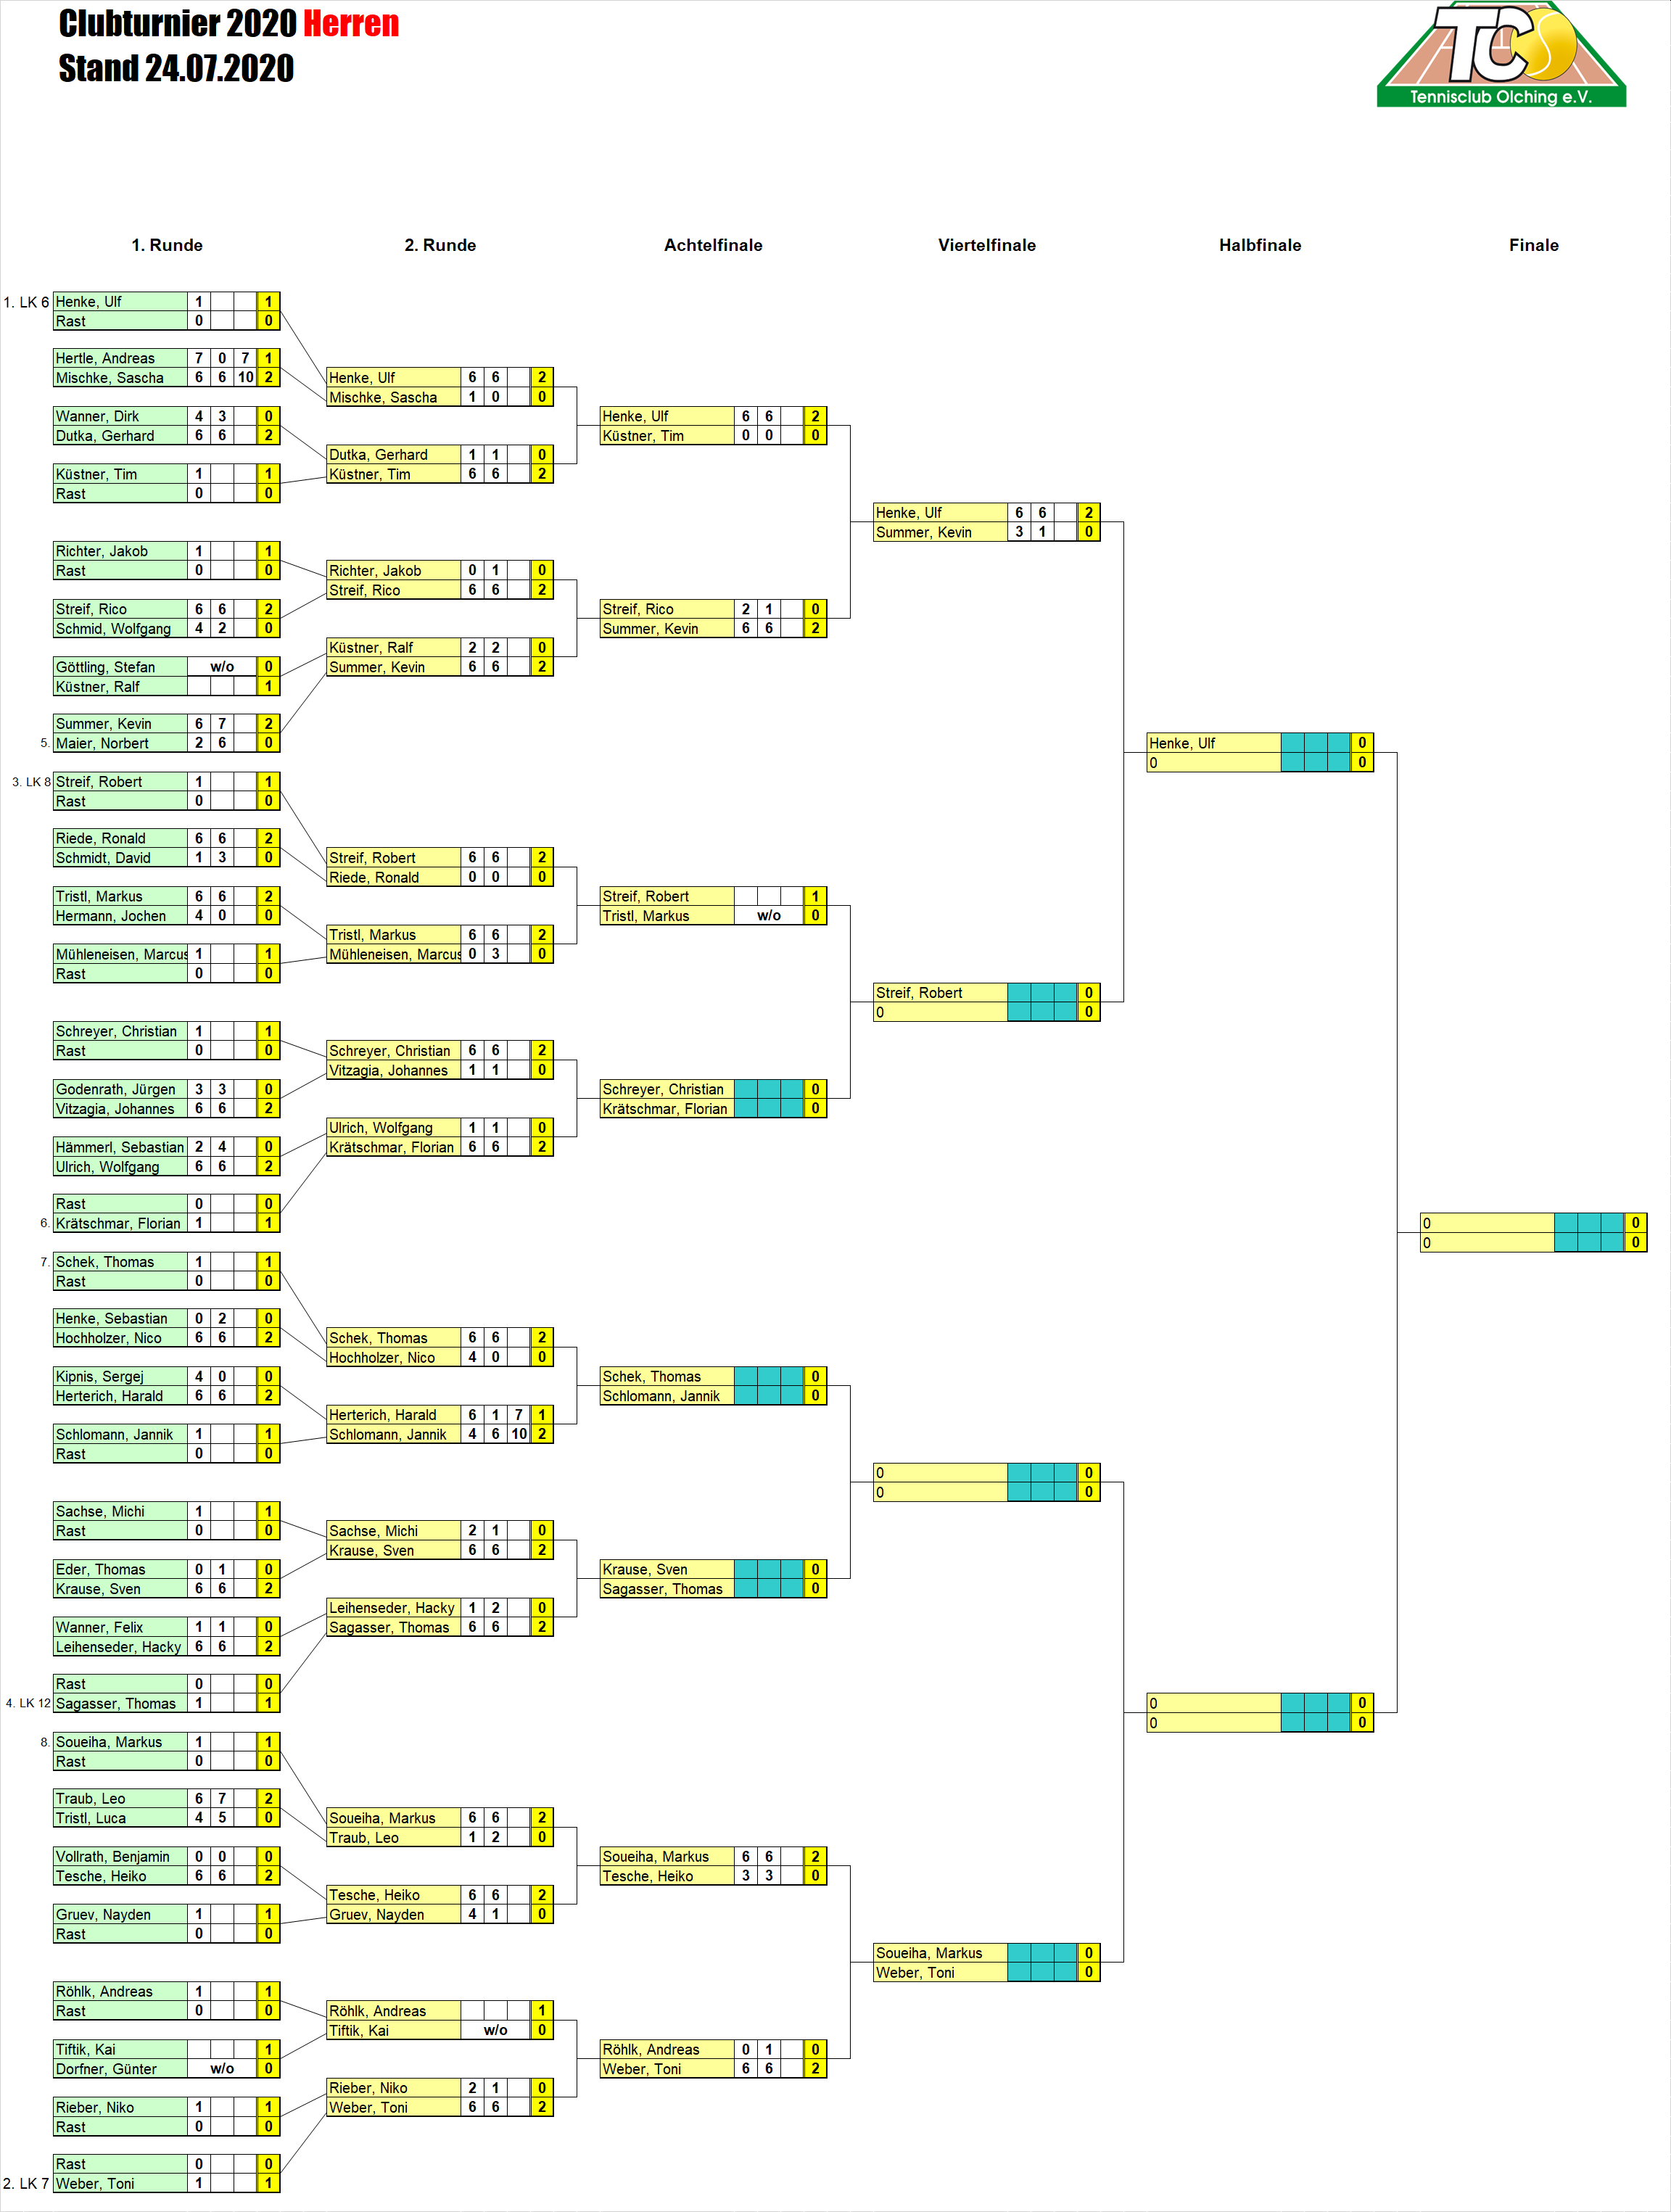 Clubturnier 2020 Herren
Stand 24.07.2020
TC
Tennisclub Olching e.V.
1. Runde 2. Runde Achtelfinale Viertelfinale Halbfinale Finale
1. LK 6 Henke, Ulf 1 1
Rast 0 0
Hertle, Andreas 7 0 7 1
Mischke, Sascha 6 6 10 2
Wanner, Dirk 4 3 0
Dutka, Gerhard 6 6 2
Küstner, Tim 1 1
Rast 0 0
Richter, Jakob 1 1
Rast 0 0
Streif, Rico 6 6 2
Schmid, Wolfgang 4 2 0
Göttling, Stefan w/o 0
Küstner, Ralf 1
Summer, Kevin 6 7 2
5. Maier, Norbert 2 6 0
3. LK 8 Streif, Robert 1 1
Rast 0 0
Riede, Ronald 6 6 2
Schmidt, David 1 3 0
Tristl, Markus 6 6 2
Hermann, Jochen 4 0 0
Mühleneisen, Marcus 1 1
Rast 0 0
Schreyer, Christian 1 1
Rast 0 0
Godenrath, Jürgen 3 3 0
Vitzagia, Johannes 6 6 2
Hämmerl, Sebastian 2 4 0
Ulrich, Wolfgang 6 6 2
Rast 0 0
6. Krätschmar, Florian 1 1
7. Schek, Thomas 1 1
Rast 0 0
Henke, Sebastian 0 2 0
Hochholzer, Nico 6 6 2
Kipnis, Sergej 4 0 0
Herterich, Harald 6 6 2
Schlomann, Jannik 1 1
Rast 0 0
Sachse, Michi 1 1
Rast 0 0
Eder, Thomas 0 1 0
Krause, Sven 6 6 2
Wanner, Felix 1 1 0
Leihenseder, Hacky 6 6 2
Rast 0 0
4. LK 12 Sagasser, Thomas 1 1
8. Soueiha, Markus 1 1
Rast 0 0
Traub, Leo 6 7 2
Tristl, Luca 4 5 0
Vollrath, Benjamin 0 0 0
Tesche, Heiko 6 6 2
Gruev, Nayden 1 1
Rast 0 0
Röhlk, Andreas 1 1
Rast 0 0
Tiftik, Kai 1
Dorfner, Günter w/o 0
Rieber, Niko 1 1
Rast 0 0
Rast 0 0
2. LK 7 Weber, Toni 1 1
Henke, Ulf 6 6 2
Mischke, Sascha 1 0 0
Dutka, Gerhard 1 1 0
Küstner, Tim 6 6 2
Richter, Jakob 0 1 0
Streif, Rico 6 6 2
Küstner, Ralf 2 2 0
Summer, Kevin 6 6 2
Streif, Robert 6 6 2
Riede, Ronald 0 0 0
Tristl, Markus 6 6 2
Mühleneisen, Marcus 0 3 0
Schreyer, Christian 6 6 2
Vitzagia, Johannes 1 1 0
Ulrich, Wolfgang 1 1 0
Krätschmar, Florian 6 6 2
Schek, Thomas 6 6 2
Hochholzer, Nico 4 0 0
Herterich, Harald 6 1 7 1
Schlomann, Jannik 4 6 10 2
Sachse, Michi 2 1 0
Krause, Sven 6 6 2
Leihenseder, Hacky 1 2 0
Sagasser, Thomas 6 6 2
Soueiha, Markus 6 6 2
Traub, Leo 1 2 0
Tesche, Heiko 6 6 2
Gruev, Nayden 4 1 0
Röhlk, Andreas 1
Tiftik, Kai w/o 0
Rieber, Niko 2 1 0
Weber, Toni 6 6 2
Henke, Ulf 6 6 2
Küstner, Tim 0 0 0
Streif, Rico 2 1 0
Summer, Kevin 6 6 2
Streif, Robert 1
Tristl, Markus w/o 0
Schreyer, Christian 0
Krätschmar, Florian 0
Schek, Thomas 0
Schlomann, Jannik 0
Krause, Sven 0
Sagasser, Thomas 0
Soueiha, Markus 6 6 2
Tesche, Heiko 3 3 0
Röhlk, Andreas 0 1 0
Weber, Toni 6 6 2
Henke, Ulf 6 6 2
Summer, Kevin 3 1 0
Streif, Robert 0
0 0
0 0
0 0
Soueiha, Markus 0
Weber, Toni 0
Henke, Ulf 0
0 0
0 0
0 0
0 0
0 0